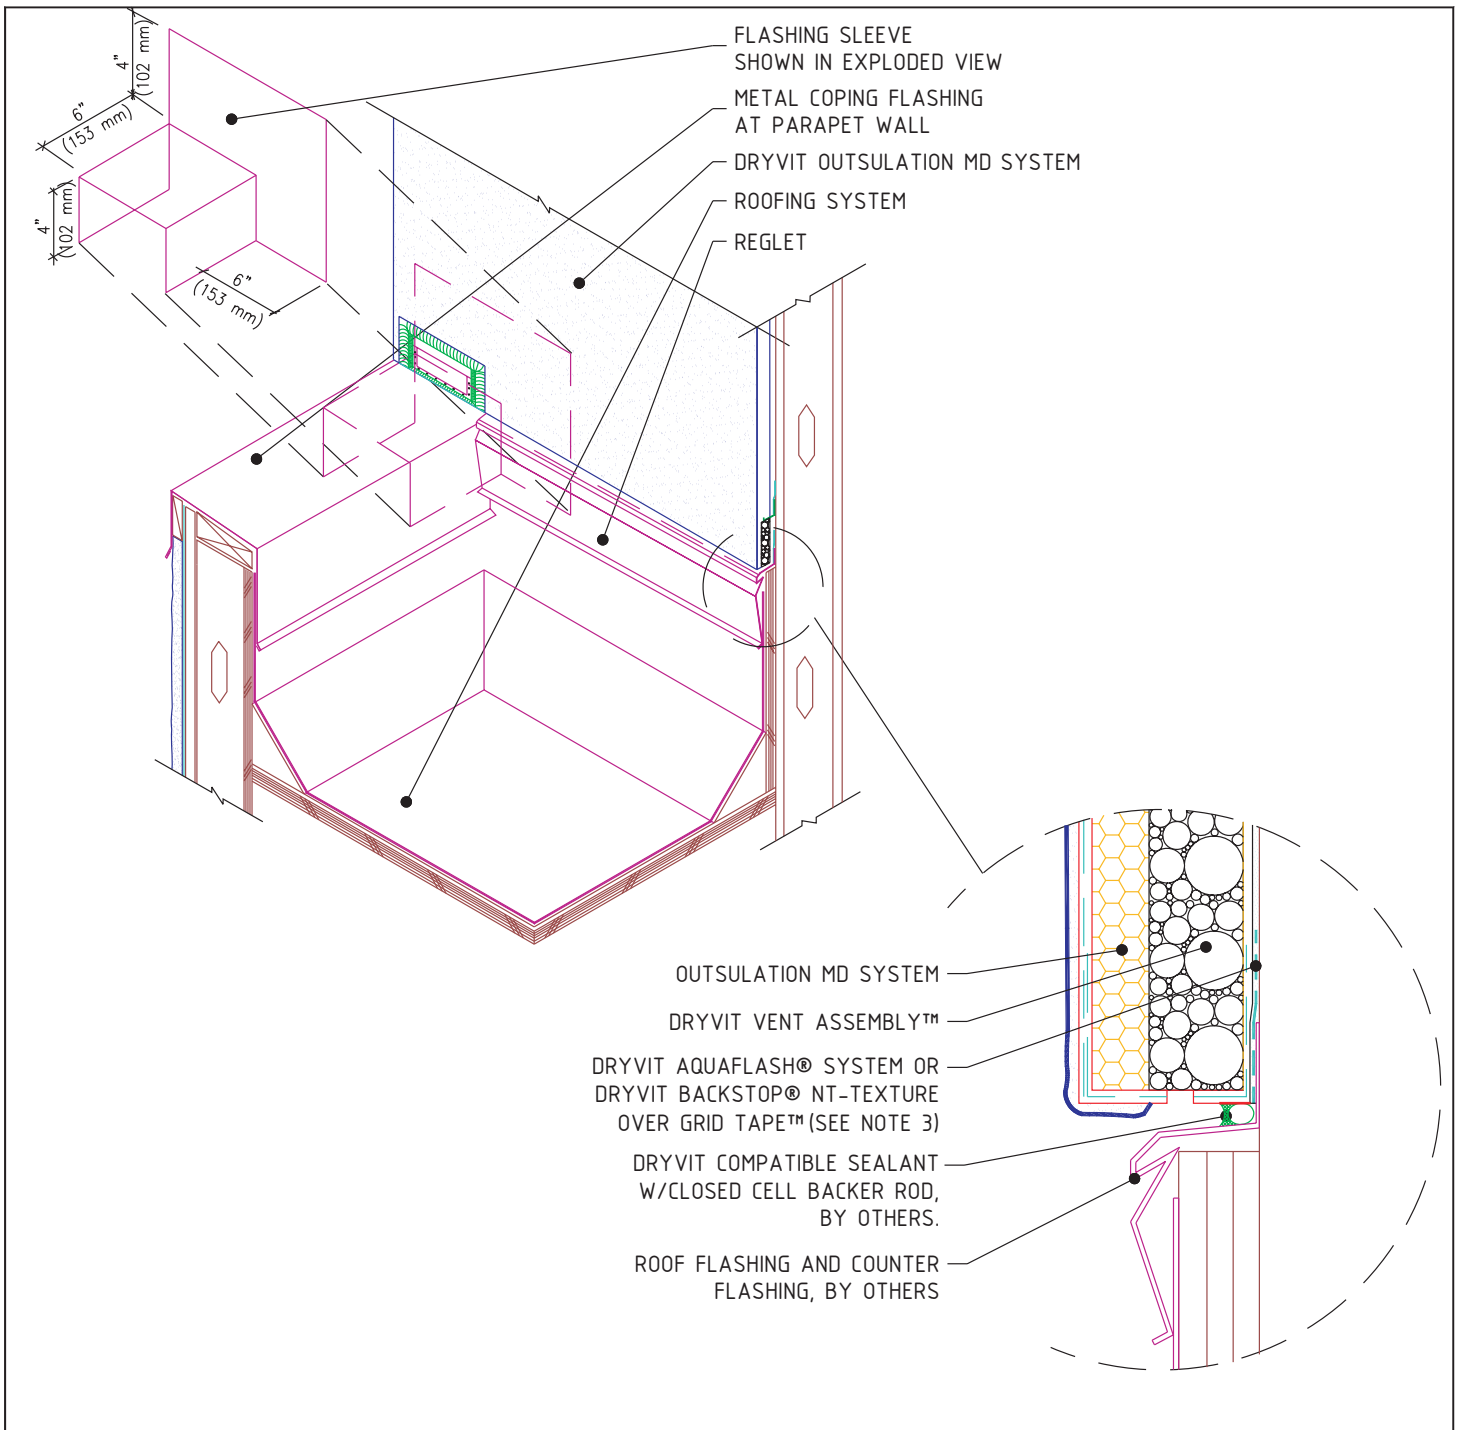 FLASHING SLEEVE
SHOWN IN EXPLODED VIEW
METAL COPING FLASHING
AT PARAPET WALL
DRYVIT OUTSULATION MD SYSTEM
ROOFING SYSTEM
REGLET
4"
(102 mm)
6"
(153 mm)
4"
(102 mm)
6"
(153 mm)
OUTSULATION MD SYSTEM
DRYVIT VENT ASSEMBLY™
DRYVIT AQUAFLASH® SYSTEM OR
DRYVIT BACKSTOP® NT-TEXTURE
OVER GRID TAPE™ (SEE NOTE 3)
DRYVIT COMPATIBLE SEALANT
W/CLOSED CELL BACKER ROD,
BY OTHERS.
ROOF FLASHING AND COUNTER
FLASHING, BY OTHERS